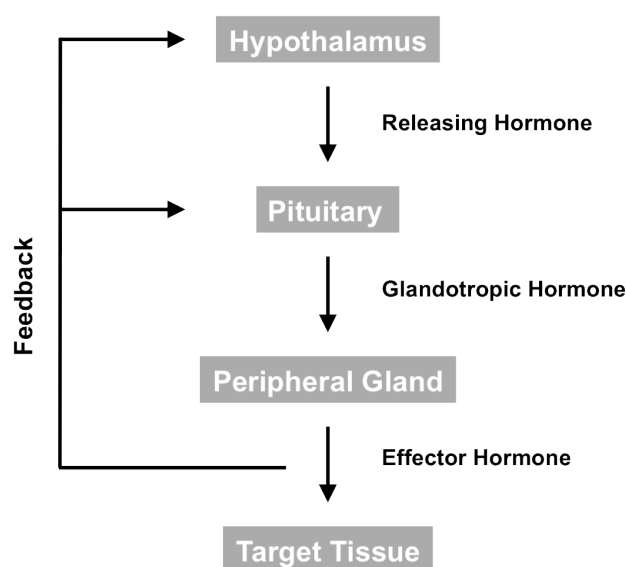 Hypothalamus
Releasing Hormone
Pituitary
Glandotropic Hormone
Feedback
Peripheral Gland
Effector Hormone
Target Tissue